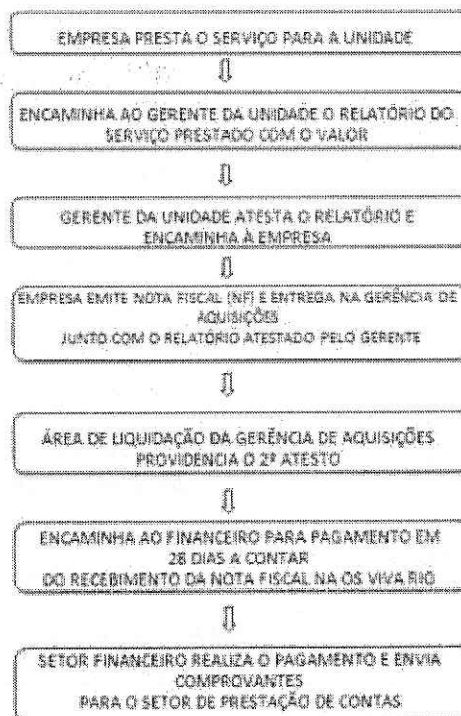 EMPRESA PRESTA O SERVIÇO PARA A UNIDADE
ENCAMINHA AO GERENTE DA UNIDADE O RELATÓRIO DO
SERVIÇO PRESTADO COM O VALOR
GERENTE DA UNIDADE ATESTA O RELATÓRIO E
ENCAMINHA À EMPRESA
EMPRESA EMITE NOTA FISCAL (NF) E ENTREGA NA GERÊNCIA DE
AQUISIÇÕES
JUNTO COM O RELATÓRIO ATESTADO PELO GERENTE
ÁREA DE LIQUIDAÇÃO DA GERÊNCIA DE AQUISIÇÕES
PROVIDENCIA O 2º ATESTO
ENCAMINHA AO FINANCEIRO PARA PAGAMENTO EM
28 DIAS A CONTAR
DO RECEBIMENTO DA NOTA FISCAL NA OS VIVA RIO
SETOR FINANCEIRO REALIZA O PAGAMENTO E ENVIA
COMPROVANTES
PARA O SETOR DE PRESTAÇÃO DE CONTAS